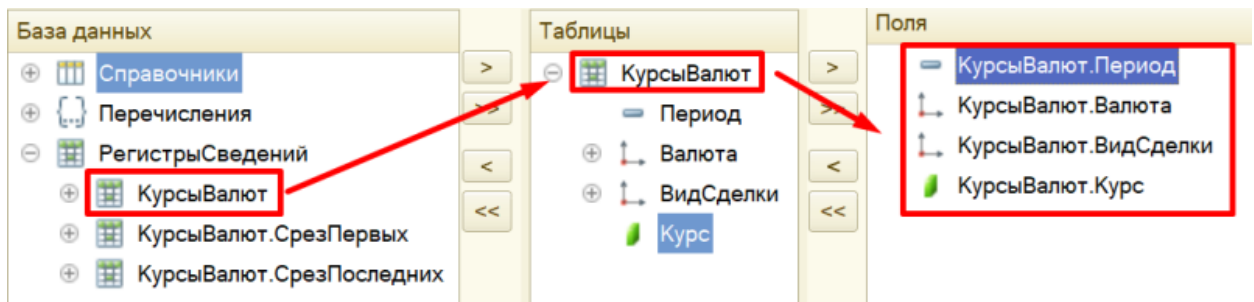 База данных
Справочники
Перечисления
РегистрыСведений
КурсыВалют
КурсыВалют.СрезПервых
КурсыВалют.СрезПоследних
>
>>
<
<<
Таблицы
КурсыВалют
Период
Валюта
ВидСделки
Курс
>
>>
<
<<
Поля
КурсыВалют.Период
КурсыВалют.Валюта
КурсыВалют.ВидСделки
КурсыВалют.Курс